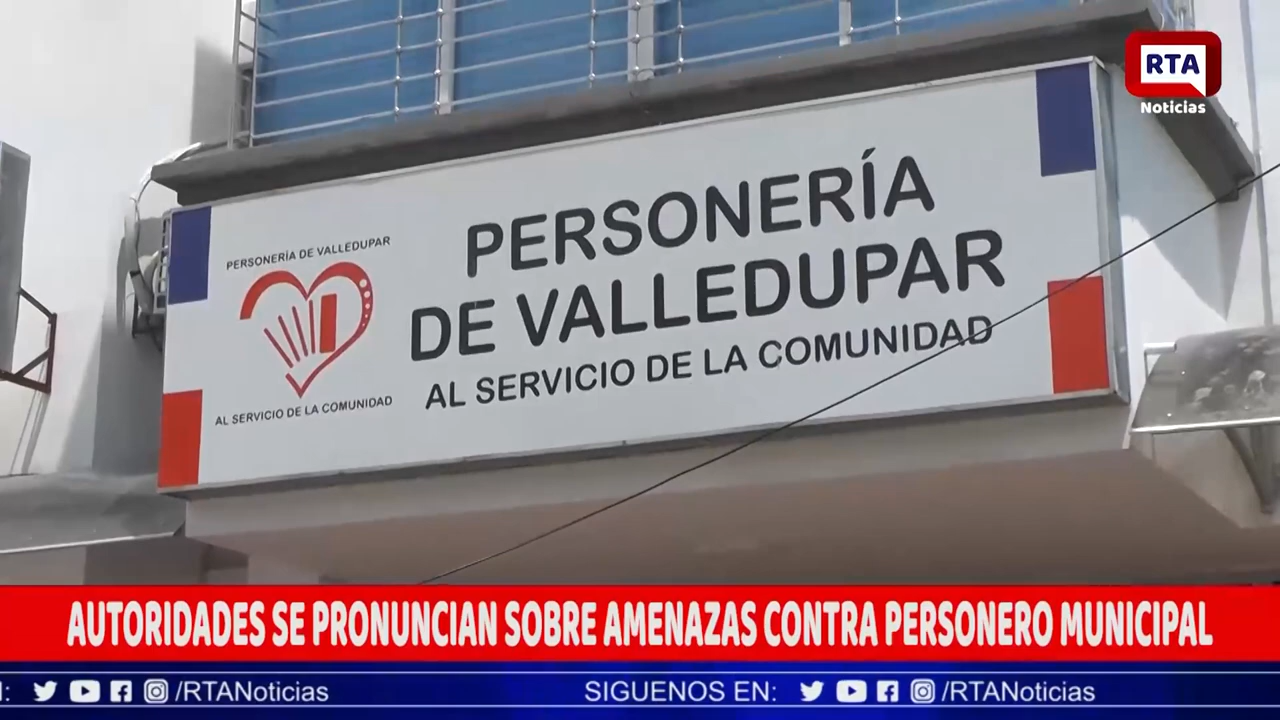 RTA
Noticias
PERSONERÍA DE VALLEDUPAR
AL SERVICIO DE LA COMUNIDAD
PERSONERÍA
DE VALLEDUPAR
AL SERVICIO DE LA COMUNIDAD
AUTORIDADES SE PRONUNCIAN SOBRE AMENAZAS CONTRA PERSONERO MUNICIPAL
/RTANoticias SIGUENOS EN: /RTANoticias